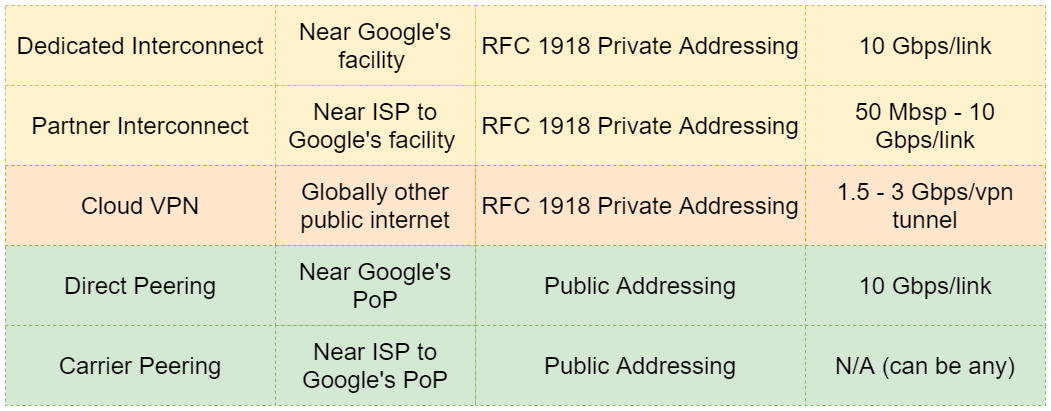 Dedicated Interconnect
Near Google's
facility
RFC 1918 Private Addressing
10 Gbps/link
Partner Interconnect
Near ISP to
Google's facility
RFC 1918 Private Addressing
50 Mbsp - 10
Gbps/link
Cloud VPN
Globally other
public internet
RFC 1918 Private Addressing
1.5 - 3 Gbps/vpn
tunnel
Direct Peering
Near Google's
PoP
Public Addressing
10 Gbps/link
Carrier Peering
Near ISP to
Google's PoP
Public Addressing
N/A (can be any)